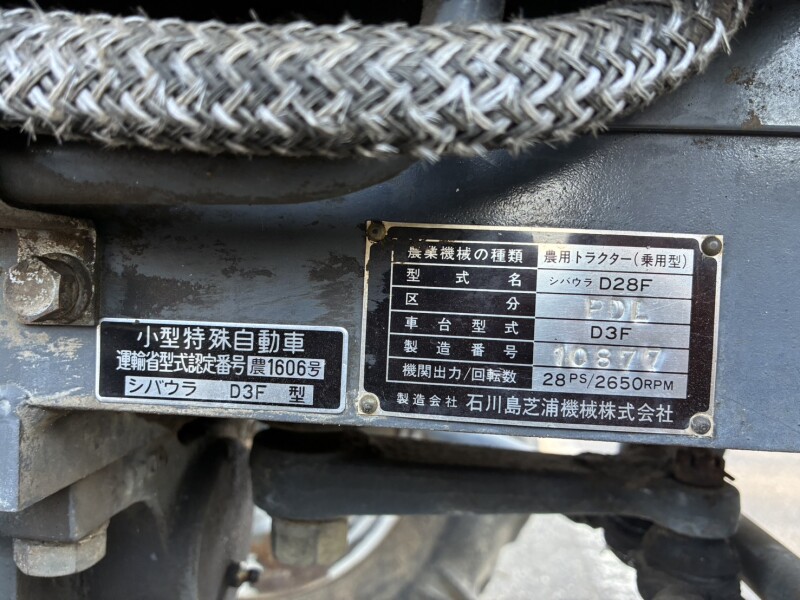 小型特殊自動車
運輸省型式認定番号 農1606号
シバウラ D3F 型
農業機械の種類 農用トラクター(乗用型)
型式名 シバウラ D28F
区分 PDL
車台型式 D3F
製造番号 10877
機関出力/回転数 28PS/2650RPM
製造会社 石川島芝浦機械株式会社